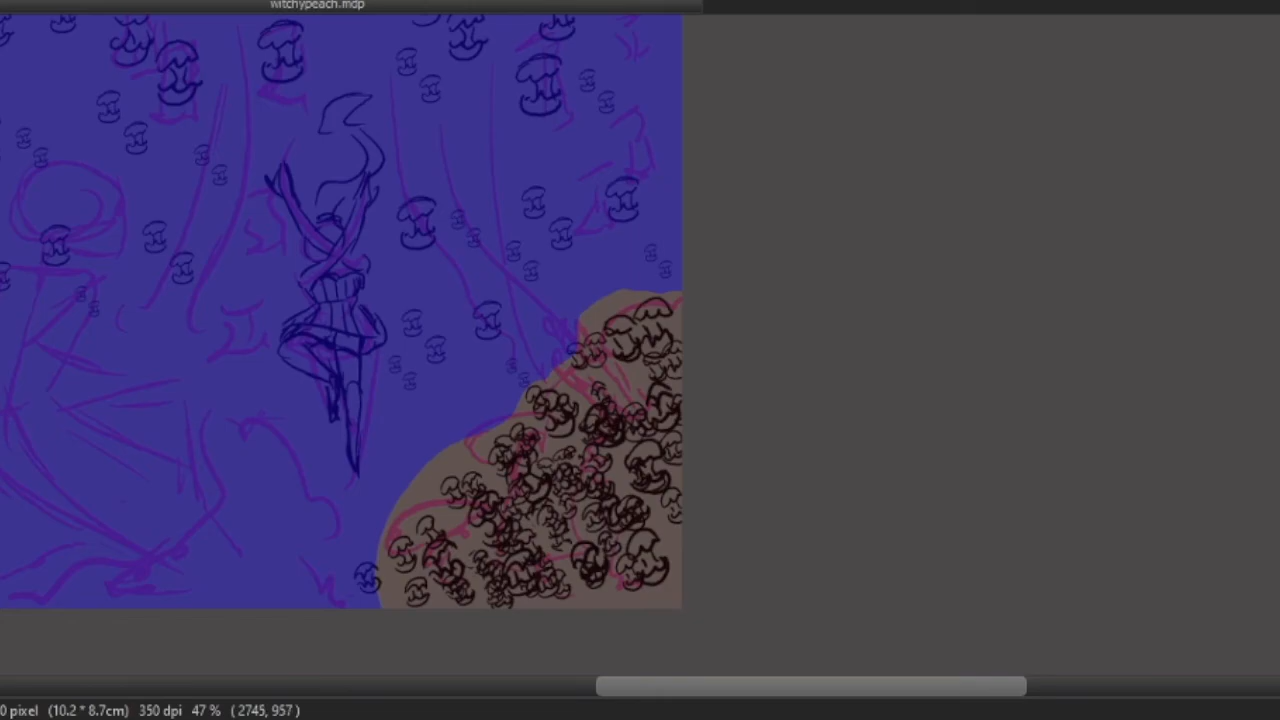 witchypeach.mdp
0 pixel (10.2 * 8.7cm) 350 dpi 47 % ( 2745, 957 )